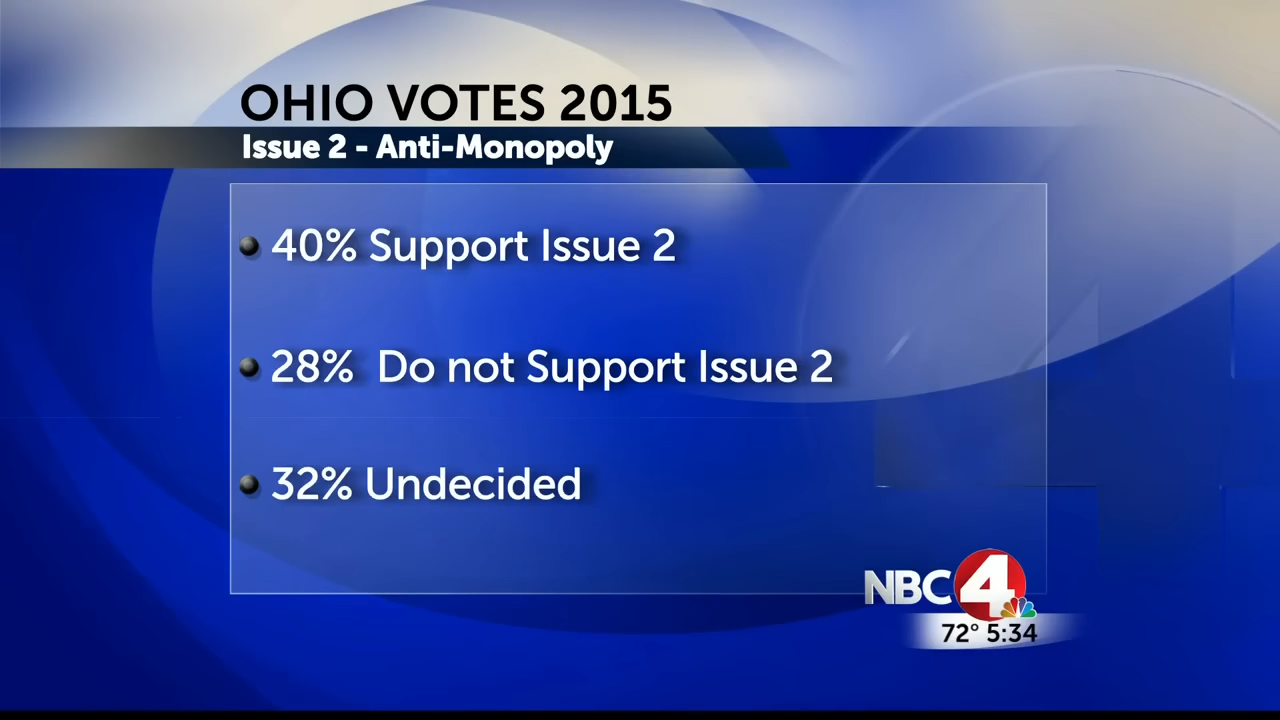 OHIO VOTES 2015
Issue 2 - Anti-Monopoly
40% Support Issue 2
28% Do not Support Issue 2
32% Undecided
NBC 4
72° 5:34